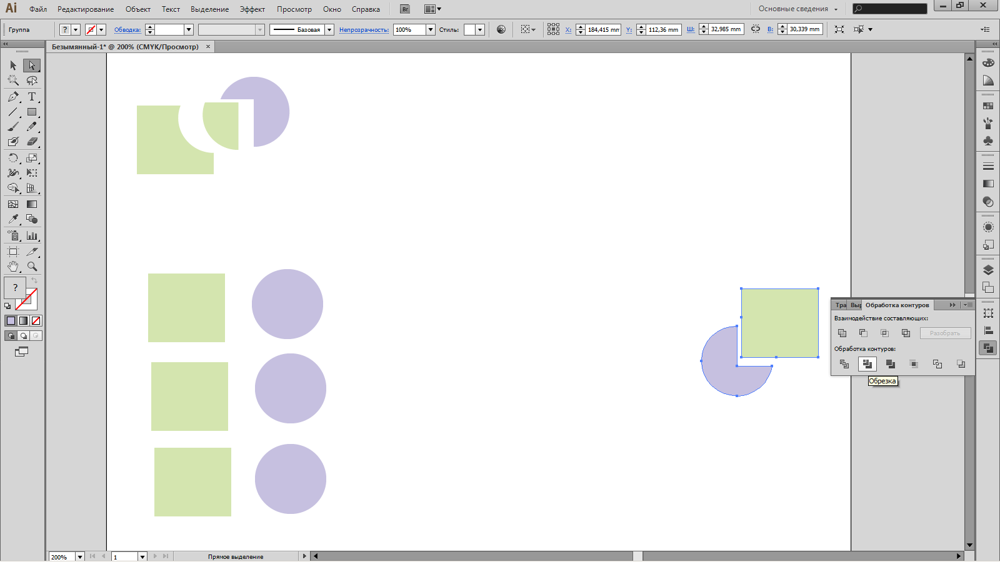 Ai Файл Редактирование Объект Текст Выделение Эффект Просмотр Окно Справка Br Основные сведения
Группа ? Обводка: Базовая Непрозрачность: 100% Стиль: X: 184,415 mm Y: 112,36 mm Ш: 32,985 mm В: 30,339 mm
Безымянный-1* @ 200% (CMYK/Просмотр) ×
T
?
Тра Выр Обработка контуров
Взаимодействие составляющих:
Разобрать
Обработка контуров:
Обрезка
200% 1 Прямое выделение